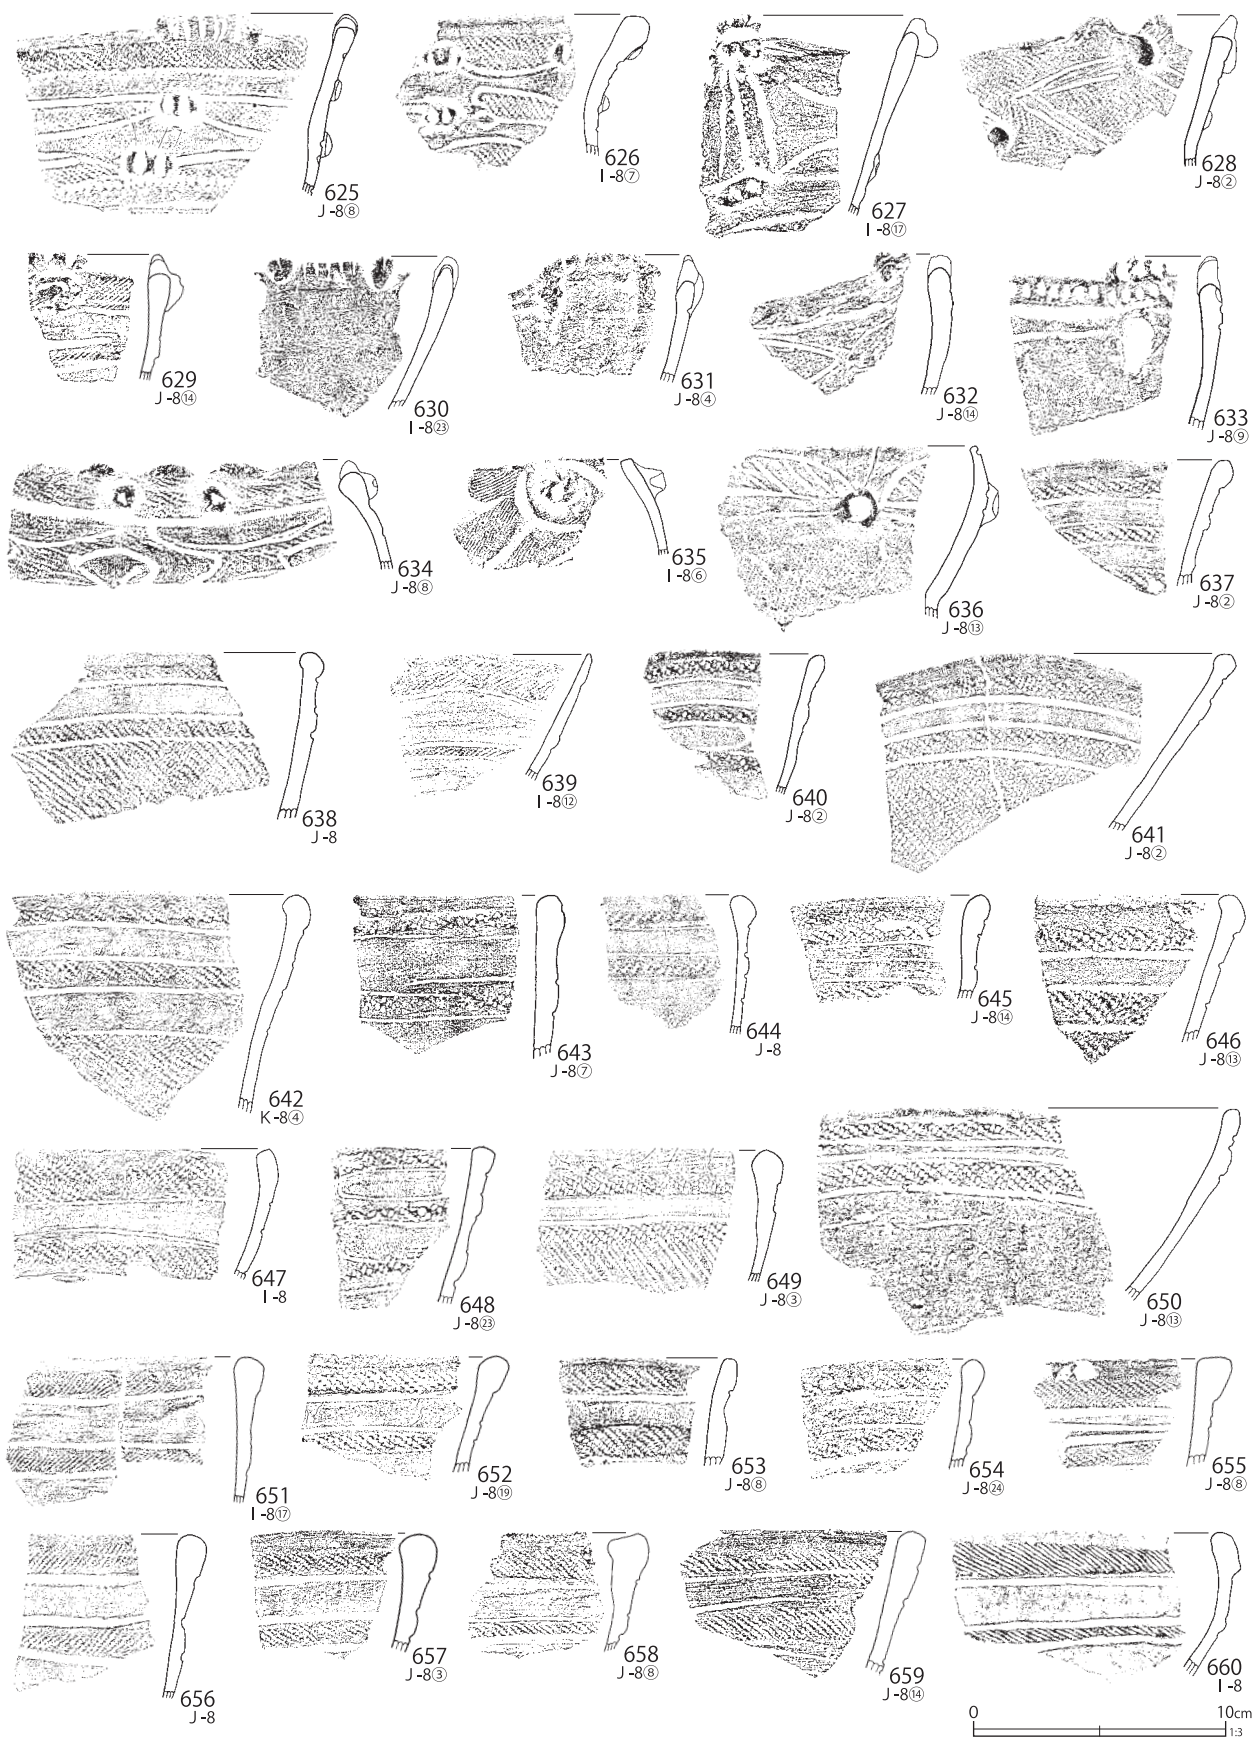 625
J-8⑧
626
I-8⑦
627
I-8⑰
628
J-8②
629
J-8⑭
630
I-8㉓
631
J-8④
632
J-8⑭
633
J-8⑨
634
J-8⑧
635
I-8⑥
636
J-8⑬
637
J-8②
638
J-8
639
I-8⑫
640
J-8②
641
J-8②
642
K-8④
643
J-8⑦
644
J-8
645
J-8⑭
646
J-8⑬
647
I-8
648
J-8㉓
649
J-8③
650
J-8⑬
651
I-8⑰
652
J-8⑲
653
J-8⑧
654
J-8㉔
655
J-8⑧
656
J-8
657
J-8③
658
J-8⑧
659
J-8⑭
660
I-8
0 10cm
1:3